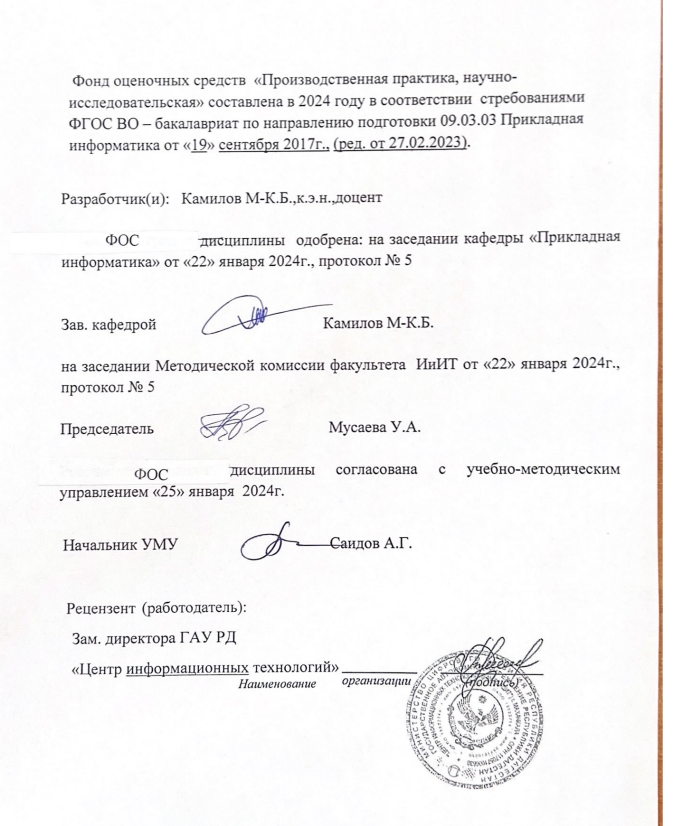 Фонд оценочных средств «Производственная практика, научно-
исследовательская» составлена в 2024 году в соответствии стребованиями
ФГОС ВО – бакалавриат по направлению подготовки 09.03.03 Прикладная
информатика от «19» сентября 2017г., (ред. от 27.02.2023).
Разработчик(и): Камилов М-К.Б.,к.э.н.,доцент
ФОС дисциплины одобрена: на заседании кафедры «Прикладная
информатика» от «22» января 2024г., протокол № 5
Зав. кафедрой Камилов М-К.Б.
на заседании Методической комиссии факультета ИиИТ от «22» января 2024г.,
протокол № 5
Председатель Мусаева У.А.
ФОС дисциплины согласована с учебно-методическим
управлением «25» января 2024г.
Начальник УМУ Саидов А.Г.
Рецензент (работодатель):
Зам. директора ГАУ РД
«Центр информационных технологий»
Наименование организации (подпись)